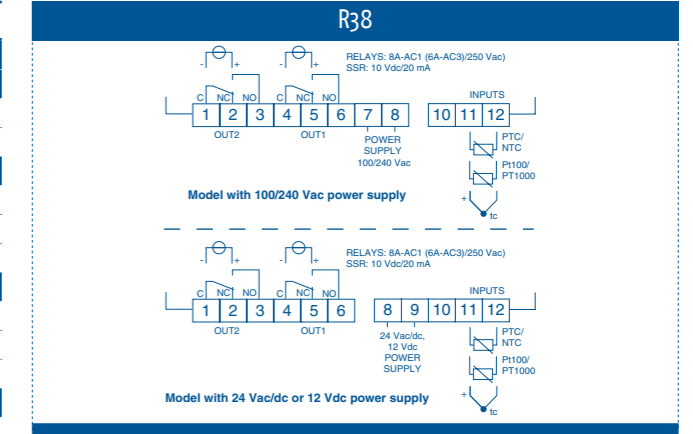 R38
- + - +
RELAYS: 8A-AC1 (6A-AC3)/250 Vac)
SSR: 10 Vdc/20 mA
C NC NO C NC NO
INPUTS
1 2 3 4 5 6 7 8 10 11 12
OUT2 OUT1
POWER
SUPPLY
100/240 Vac
PTC/
NTC
Pt100/
PT1000
+
tc
Model with 100/240 Vac power supply
- + - +
RELAYS: 8A-AC1 (6A-AC3)/250 Vac)
SSR: 10 Vdc/20 mA
C NC NO C NC NO
INPUTS
1 2 3 4 5 6 8 9 10 11 12
OUT2 OUT1
24 Vac/dc,
12 Vdc
POWER
SUPPLY
PTC/
NTC
Pt100/
PT1000
+
tc
Model with 24 Vac/dc or 12 Vdc power supply